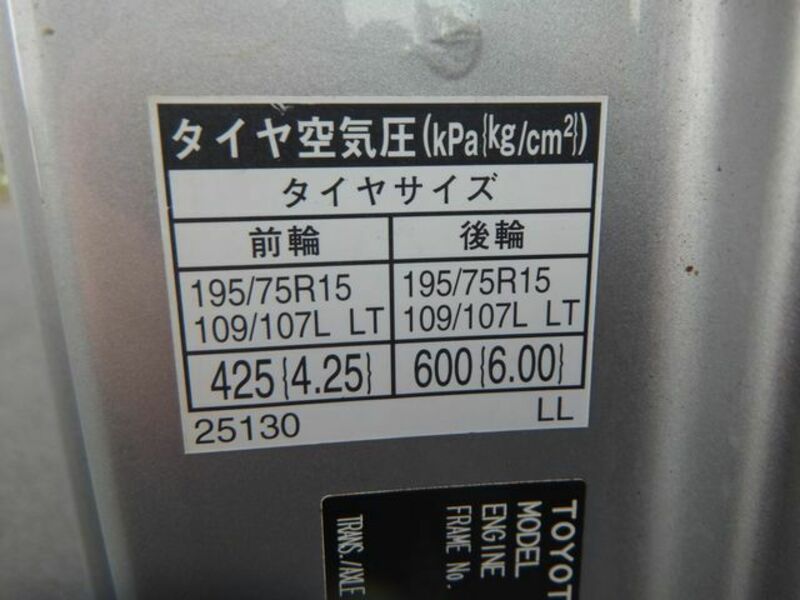 タイヤ空気圧(kPa{kg/cm²})
タイヤサイズ
前輪 後輪
195/75R15 195/75R15
109/107L LT 109/107L LT
425{4.25} 600{6.00}
25130 LL
TOYOT
MODEL
ENGINE
FRAME No.
TRANS./AXLE